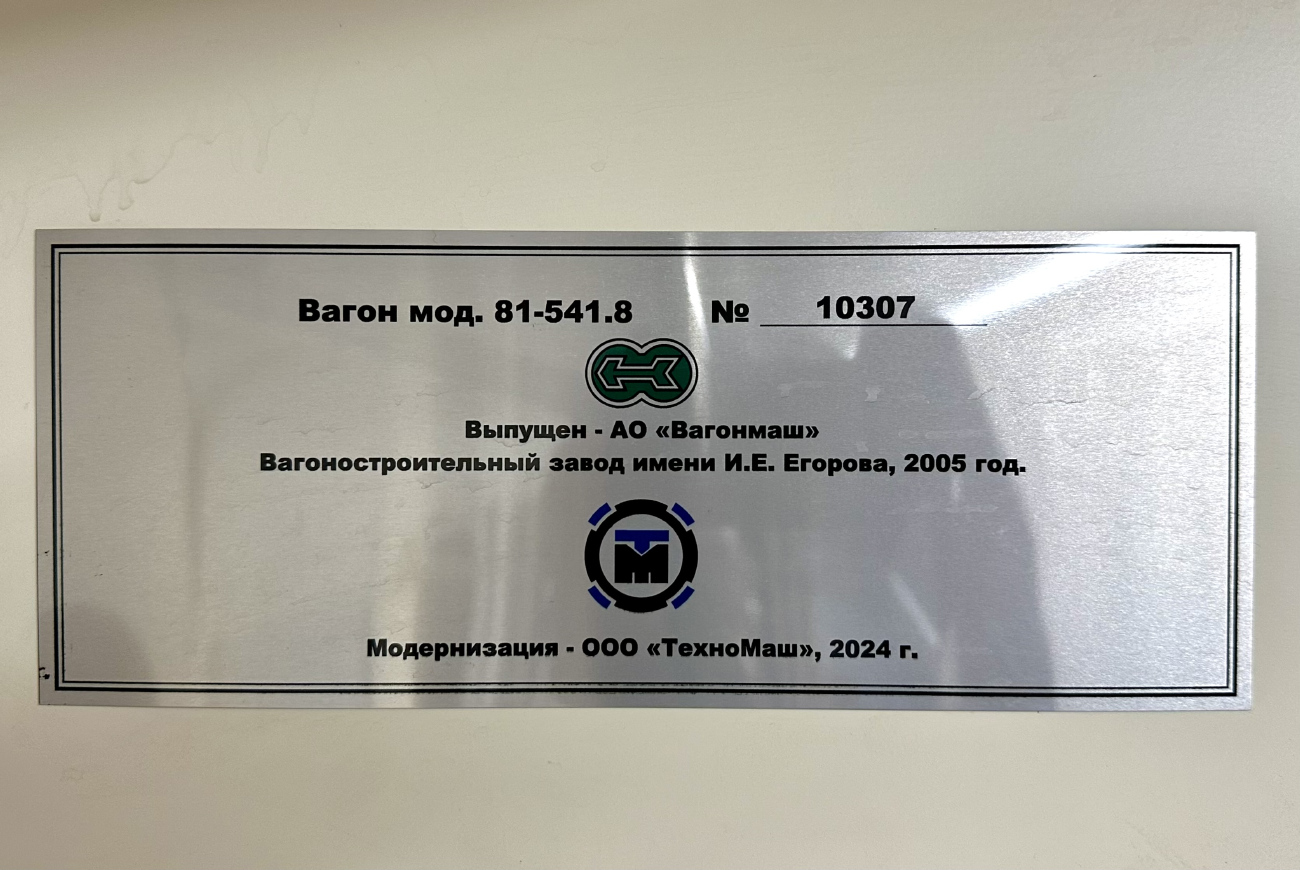 Вагон мод. 81-541.8 № 10307
Выпущен - АО «Вагонмаш»
Вагоностроительный завод имени И.Е. Егорова, 2005 год.
ТМ
Модернизация - ООО «ТехноМаш», 2024 г.